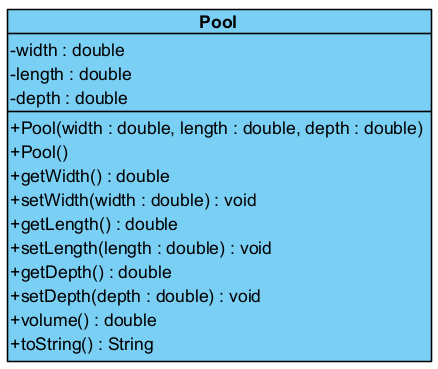 Pool
-width : double
-length : double
-depth : double
+Pool(width : double, length : double, depth : double)
+Pool()
+getWidth() : double
+setWidth(width : double) : void
+getLength() : double
+setLength(length : double) : void
+getDepth() : double
+setDepth(depth : double) : void
+volume() : double
+toString() : String